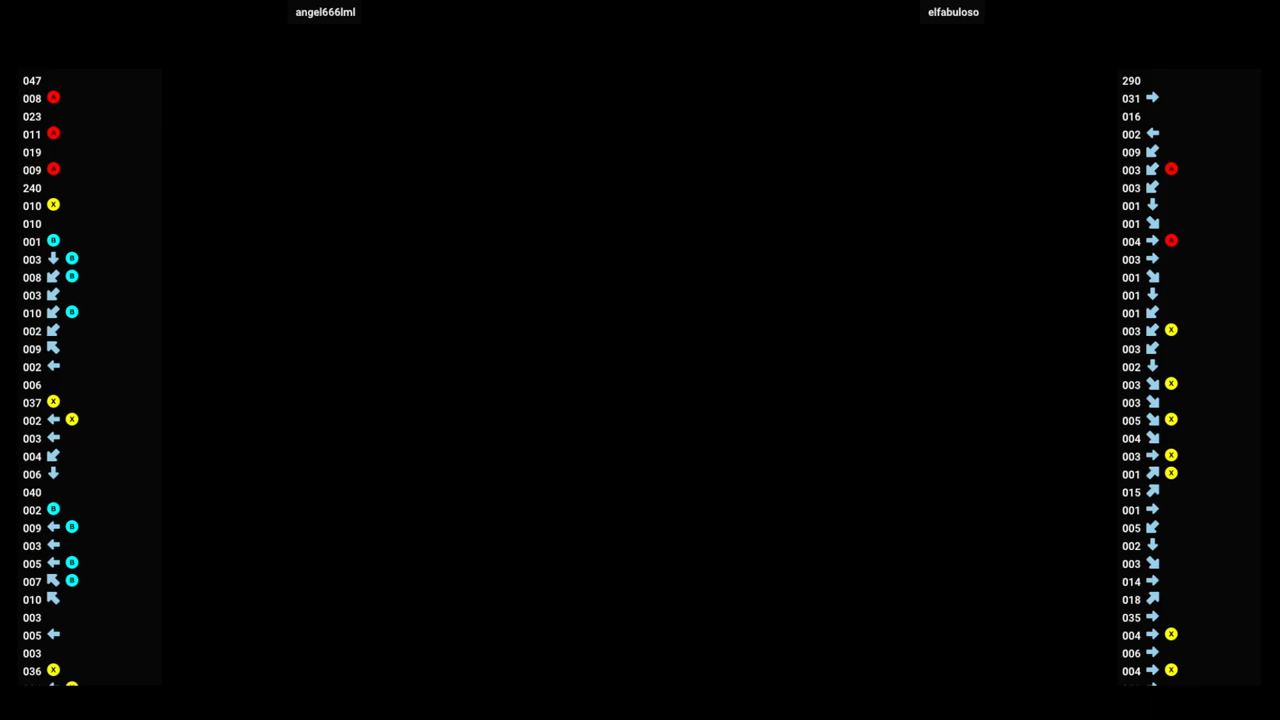 angel666lml
elfabuloso
047
008 A
023
011 A
019
009 A
240
010 X
010
001 B
003 B
008 B
003
010 B
002
009
002
006
037 X
002 X
003
004
006
040
002 B
009 B
003
005 B
007 B
010
003
005
003
036 X
290
031
016
002
009
003 A
003
001
001
004 A
003
001
001
001
003 X
003
002
003 X
003
005 X
004
003 X
001 X
015
001
005
002
003
014
018
035
004 X
006
004 X